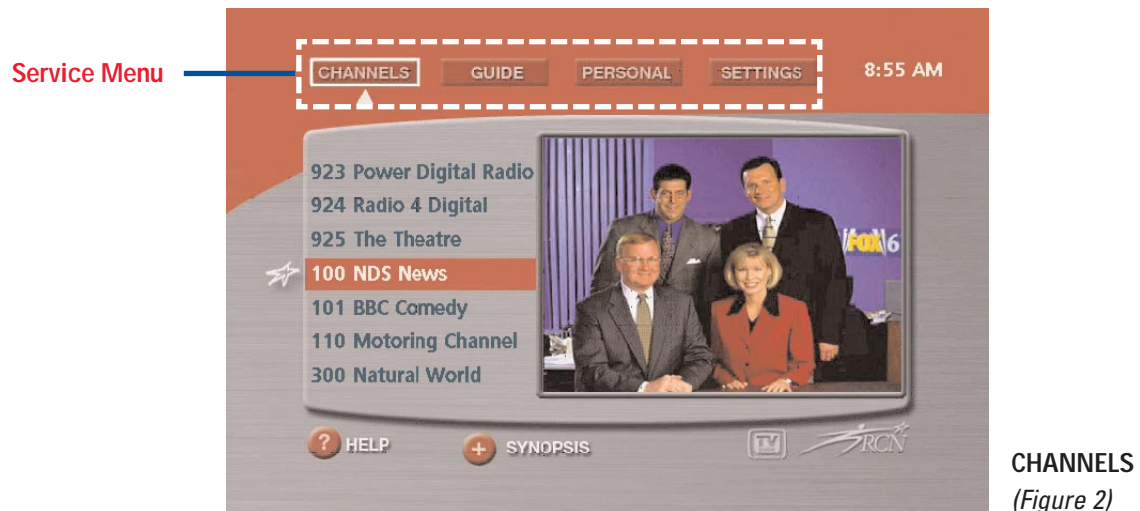 Service Menu
CHANNELS GUIDE PERSONAL SETTINGS 8:55 AM
923 Power Digital Radio
924 Radio 4 Digital
925 The Theatre
100 NDS News
101 BBC Comedy
110 Motoring Channel
300 Natural World
FOX 6
? HELP + SYNOPSIS TV RCN
CHANNELS
(Figure 2)